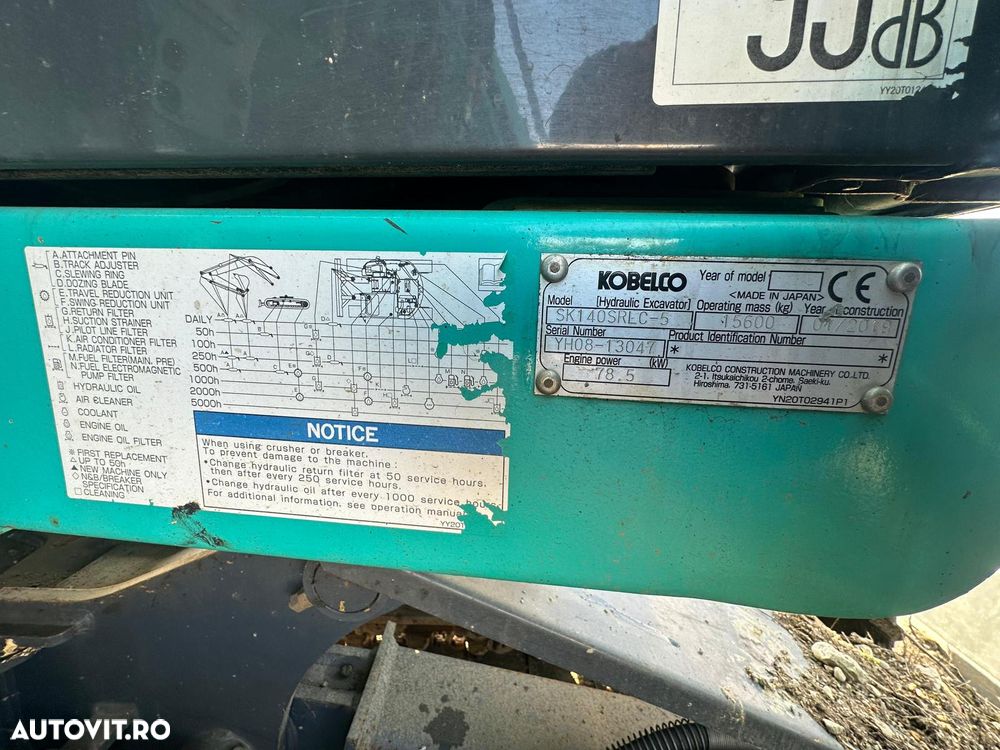 JJdB
A.ATTACHMENT PIN
B.TRACK ADJUSTER
C.SLEWING RING
D.DOZING BLADE
E.TRAVEL REDUCTION UNIT
F.SWING REDUCTION UNIT
G.RETURN FILTER
H.SUCTION STRAINER
J.PILOT LINE FILTER
K.AIR CONDITIONER FILTER
L.RADIATOR FILTER
M.FUEL FILTER(MAIN, PRE)
N.FUEL ELECTROMAGNETIC
PUMP FILTER
HYDRAULIC OIL
AIR CLEANER
COOLANT
ENGINE OIL
ENGINE OIL FILTER
※ FIRST REPLACEMENT
△ UP TO 50h
▲ NEW MACHINE ONLY
◇ N&B/BREAKER
SPECIFICATION
□ CLEANING
DAILY
50h
100h
250h
500h
1000h
2000h
5000h
NOTICE
When using crusher or breaker.
To prevent damage to the machine :
•Change hydraulic return filter at 50 service hours.
then after every 250 service hours.
•Change hydraulic oil after every 1000 service hours.
For additional information, see operation manual
KOBELCO
Year of model
<MADE IN JAPAN>
Model [Hydraulic Excavator] Operating mass (kg) Year of construction
SK140SRLC-5 15600 2019
Serial Number Product Identification Number
YH08-13047 * *
Engine power (kW)
78.5
KOBELCO CONSTRUCTION MACHINERY CO.,LTD.
2-1, Itsukaichikou 2-chome, Saeki-ku.
Hiroshima 731-5161 JAPAN
YN20T02941P1
CE
AUTOVIT.RO